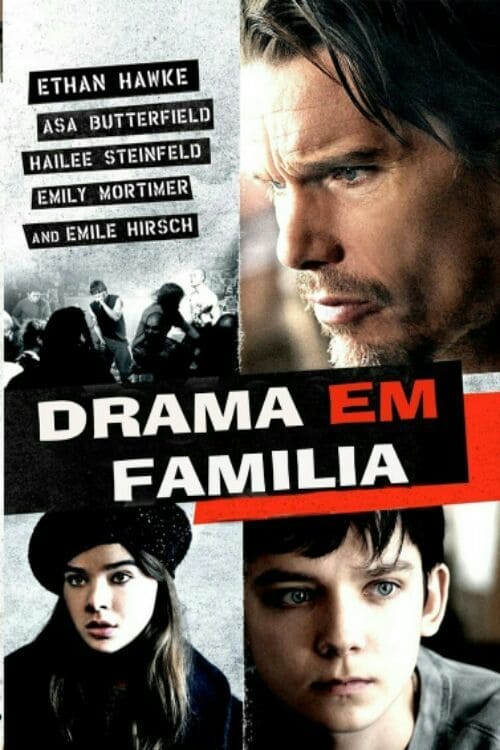 ETHAN HAWKE
ASA BUTTERFIELD
HAILEE STEINFELD
EMILY MORTIMER
AND EMILE HIRSCH
DRAMA EM
FAMILIA